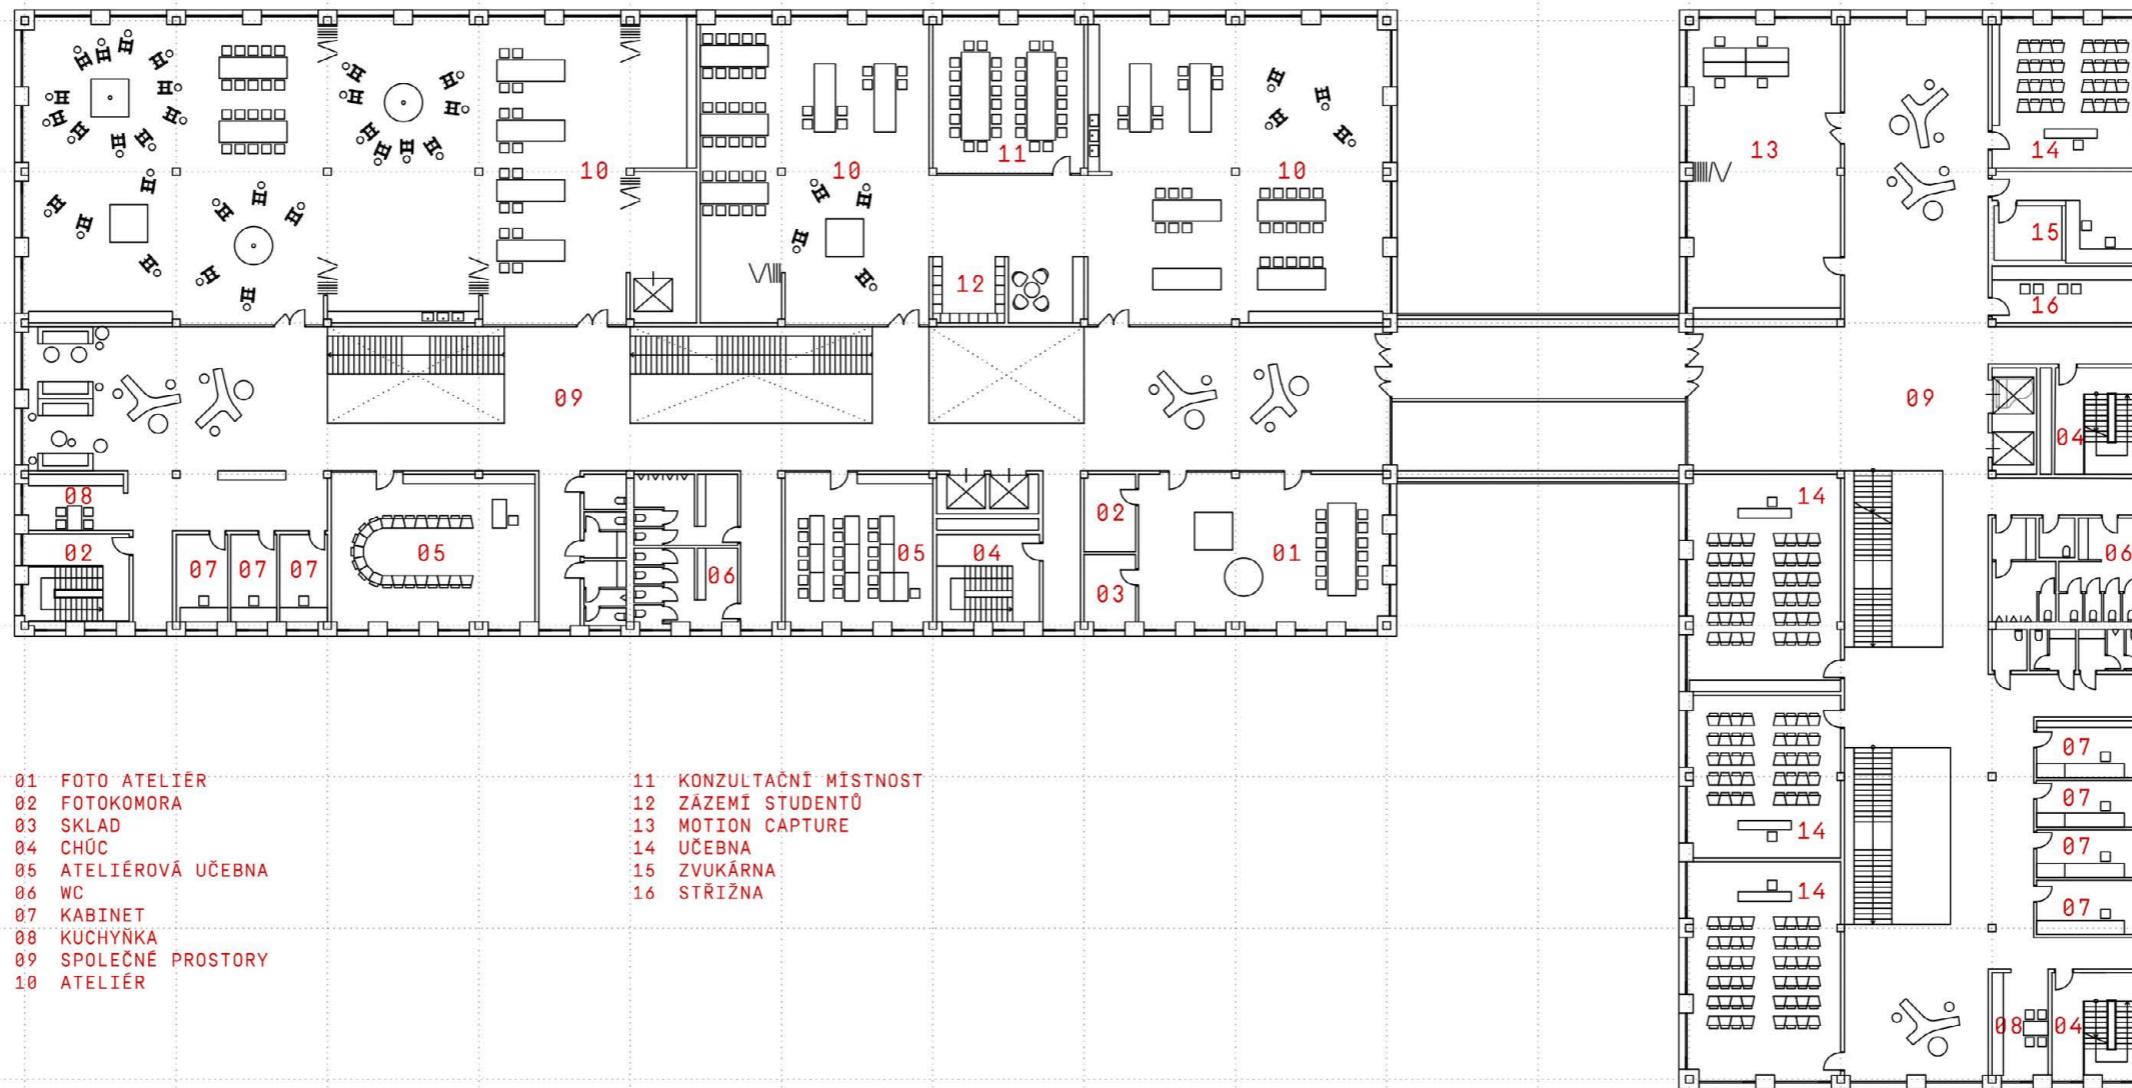 11
10
10
10
13
14
12
15
16
09
09
04
08
02
07
07
07
05
06
05
04
02
03
01
14
06
14
14
07
07
07
07
08
04
01 FOTO ATELIÉR
02 FOTOKOMORA
03 SKLAD
04 CHÚC
05 ATELIÉROVÁ UČEBNA
06 WC
07 KABINET
08 KUCHYŇKA
09 SPOLEČNÉ PROSTORY
10 ATELIÉR
11 KONZULTAČNÍ MÍSTNOST
12 ZÁZEMÍ STUDENTŮ
13 MOTION CAPTURE
14 UČEBNA
15 ZVUKÁRNA
16 STŘIŽNA